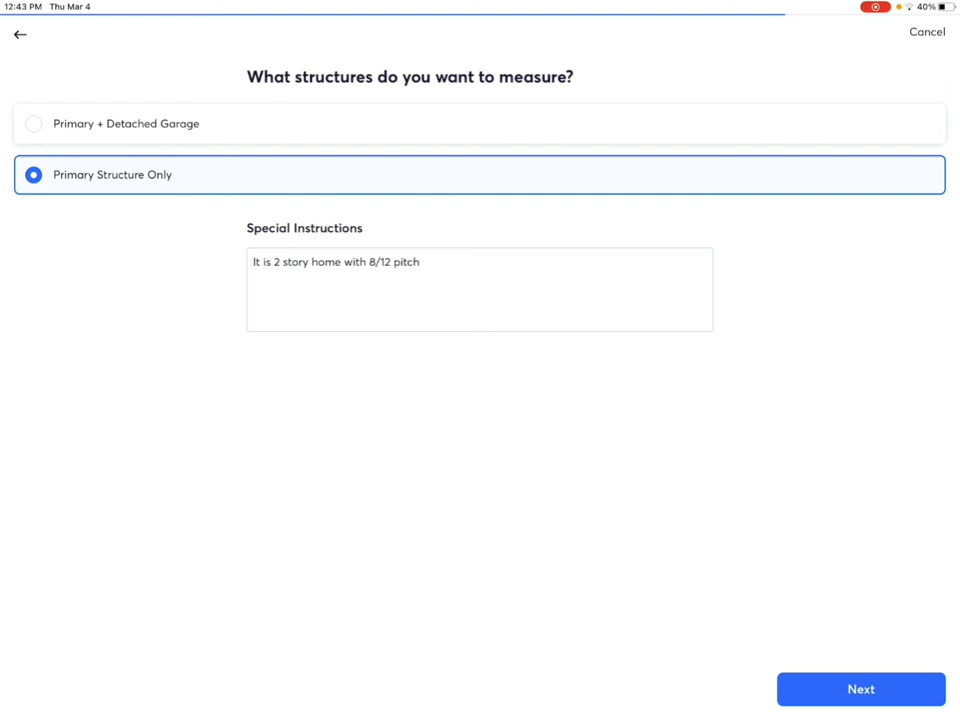 12:43 PM Thu Mar 4 40%
Cancel
What structures do you want to measure?
Primary + Detached Garage
Primary Structure Only
Special Instructions
It is 2 story home with 8/12 pitch
Next